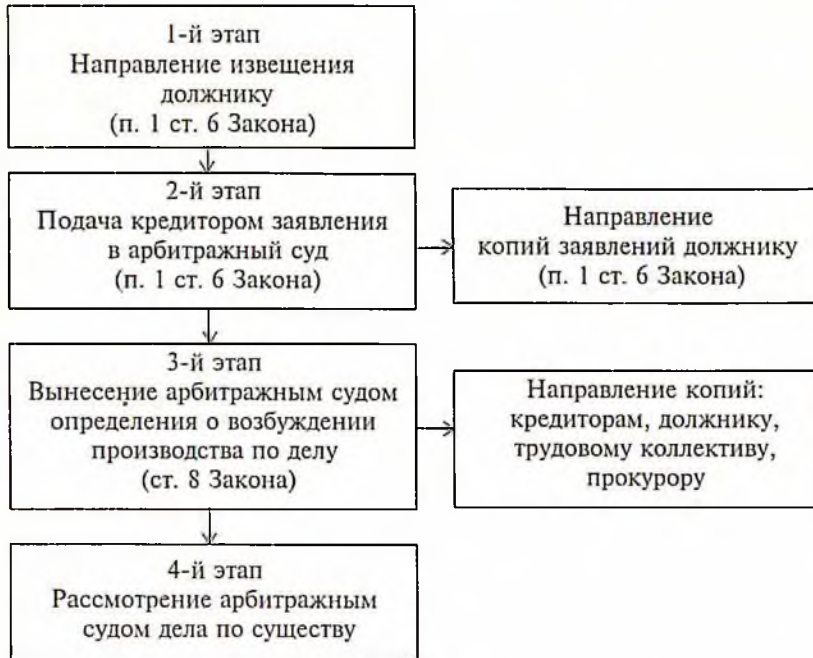 1-й этап
Направление извещения
должнику
(п. 1 ст. 6 Закона)
2-й этап
Подача кредитором заявления
в арбитражный суд
(п. 1 ст. 6 Закона)
Направление
копий заявлений должнику
(п. 1 ст. 6 Закона)
3-й этап
Вынесение арбитражным судом
определения о возбуждении
производства по делу
(ст. 8 Закона)
Направление копий:
кредиторам, должнику,
трудовому коллективу,
прокурору
4-й этап
Рассмотрение арбитражным
судом дела по существу